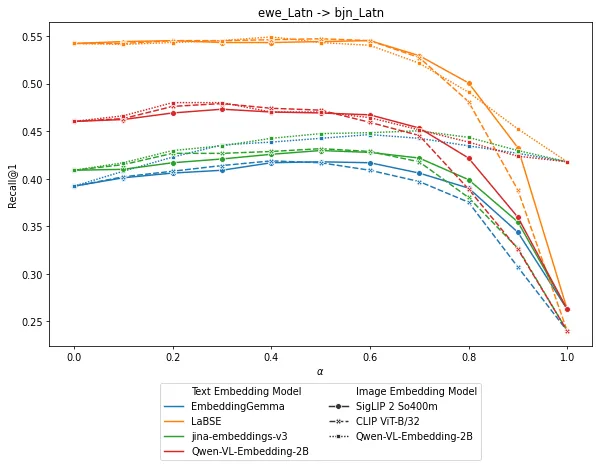 ewe_Latn -> bjn_Latn
Recall@1
0.55
0.50
0.45
0.40
0.35
0.30
0.25
0.0 0.2 0.4 0.6 0.8 1.0
α
Text Embedding Model
EmbeddingGemma
LaBSE
jina-embeddings-v3
Qwen-VL-Embedding-2B
Image Embedding Model
SigLIP 2 So400m
CLIP ViT-B/32
Qwen-VL-Embedding-2B